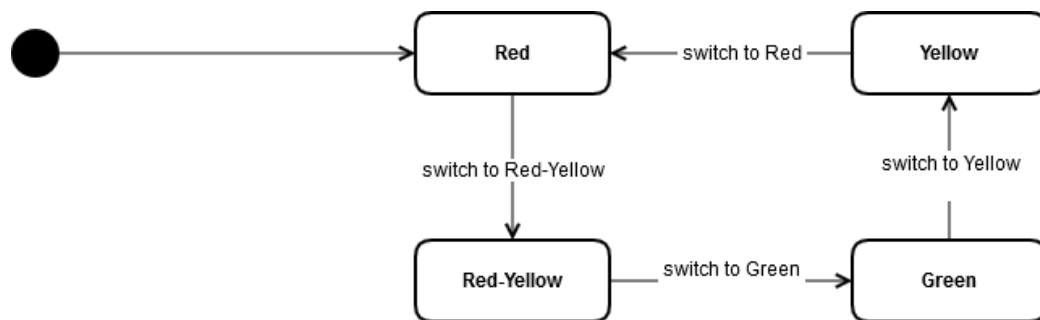 Red
switch to Red
Yellow
switch to Red-Yellow
switch to Yellow
Red-Yellow
switch to Green
Green